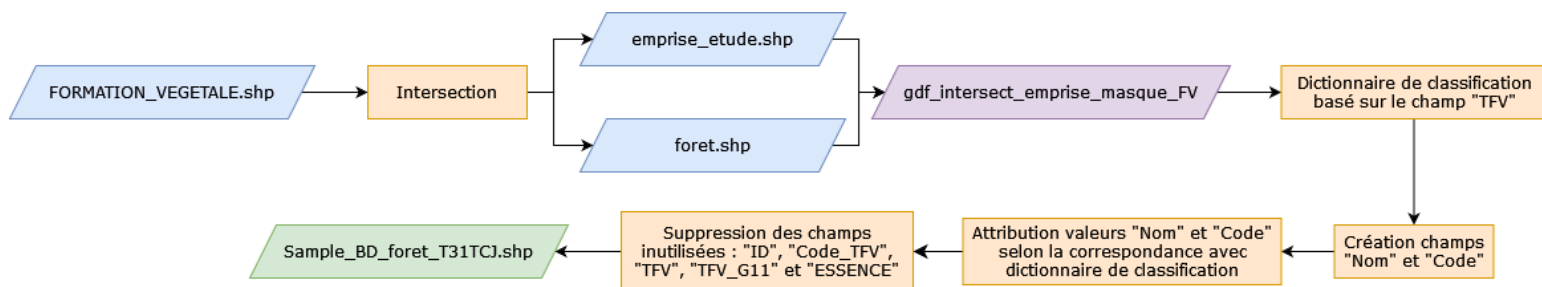 FORMATION_VEGETALE.shp
Intersection
emprise_etude.shp
foret.shp
gdf_intersect_emprise_masque_FV
Dictionnaire de classification
basé sur le champ "TFV"
Création champs
"Nom" et "Code"
Attribution valeurs "Nom" et "Code"
selon la correspondance avec
dictionnaire de classification
Suppression des champs
inutilisées : "ID", "Code_TFV",
"TFV", "TFV_G11" et "ESSENCE"
Sample_BD_foret_T31TCJ.shp